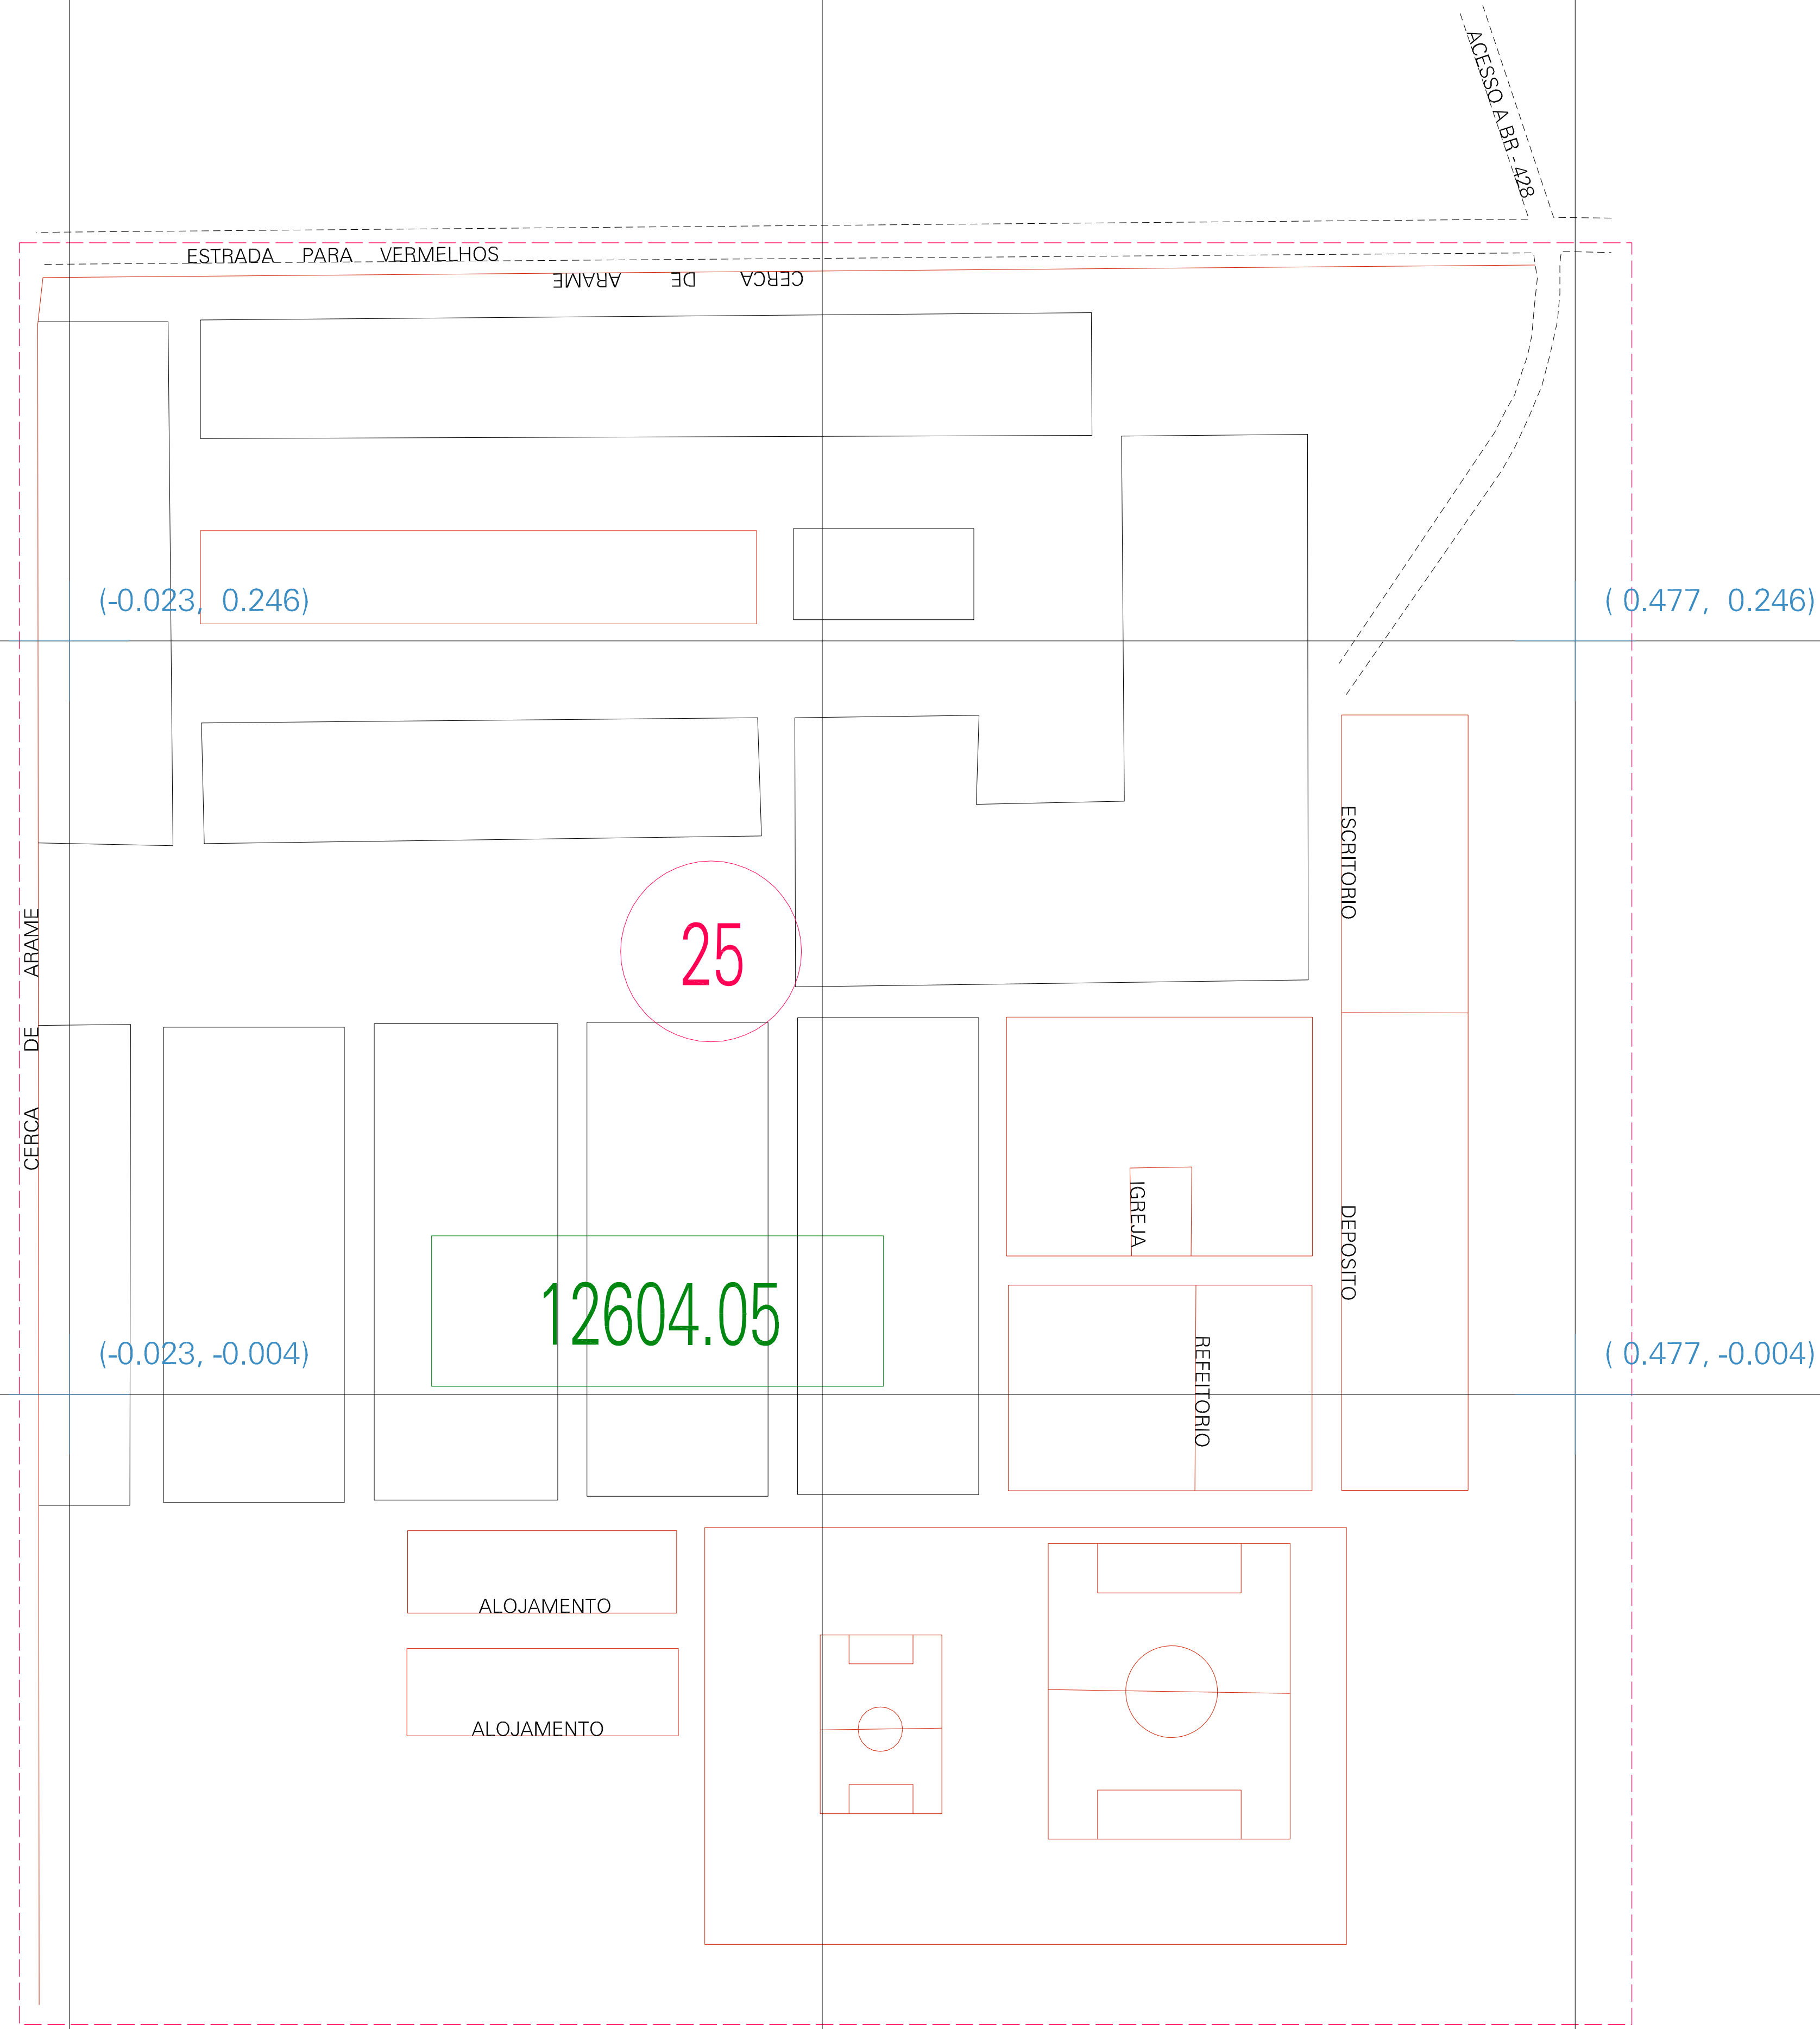 ACESSO A BR - 428
ESTRADA PARA VERMELHOS
CERCA DE ARAME
(-0.023, 0.246)
( 0.477, 0.246)
ESCRITORIO
25
CERCA DE ARAME
IGREJA
DEPOSITO
12604.05
(-0.023, -0.004)
( 0.477, -0.004)
REFEITORIO
ALOJAMENTO
ALOJAMENTO